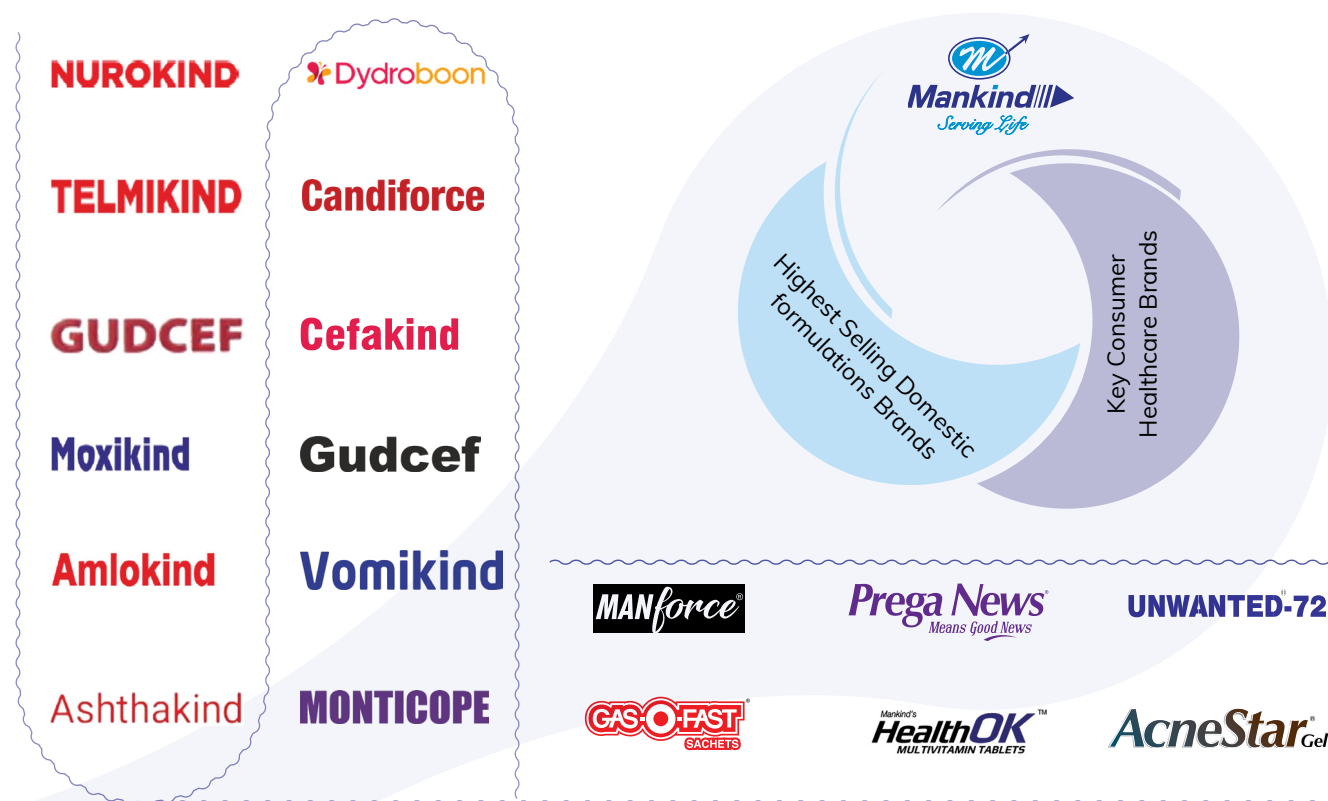 NUROKIND
TELMIKIND
GUDCEF
Moxikind
Amlokind
Ashthakind
Dydroboon
Candiforce
Cefakind
Gudcef
Vomikind
MONTICOPE
M
Mankind
Serving Life
Highest Selling Domestic
formulations Brands
Key Consumer
Healthcare Brands
MANforce®
Prega News®
Means Good News
UNWANTED-72
GAS-O-FAST®
SACHETS
Mankind's
HealthOK™
MULTIVITAMIN TABLETS
AcneStar® Gel